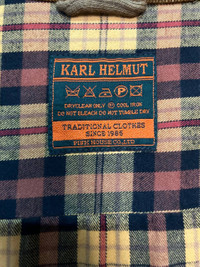 KARL HELMUT
P
DRYCLEAN ONLY COOL IRON
DO NOT BLEACH DO NOT TUMBLE DRY
TRADITIONAL CLOTHES
SINCE 1986
PINK HOUSE CO., LTD